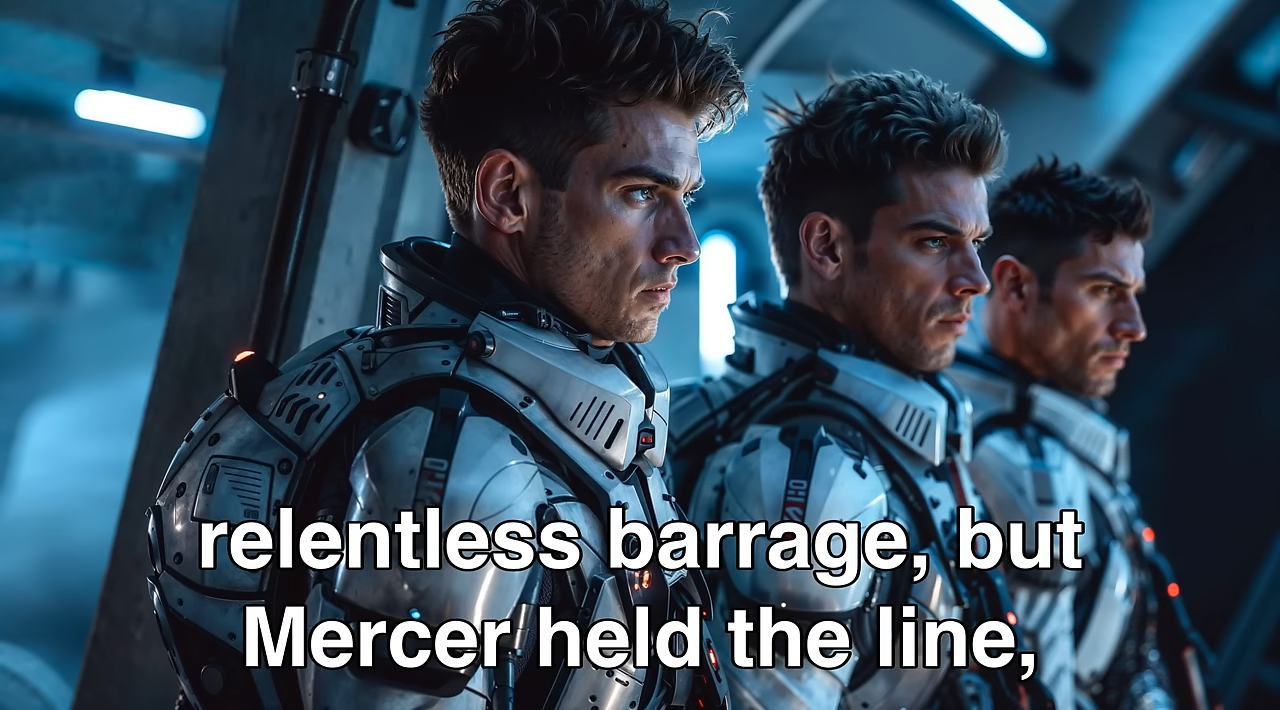 relentless barrage, but
Mercer held the line,